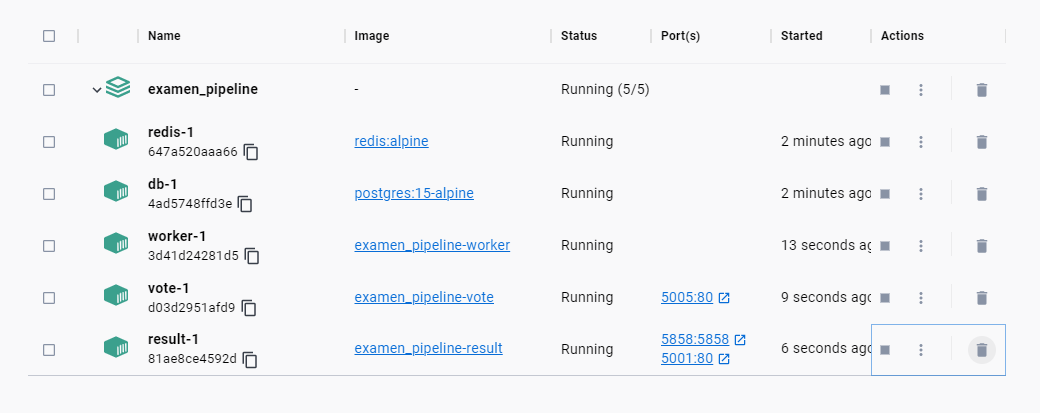 Name Image Status Port(s) Started Actions
examen_pipeline - Running (5/5)
redis-1
647a520aaa66 redis:alpine Running 2 minutes ago
db-1
4ad5748ffd3e postgres:15-alpine Running 2 minutes ago
worker-1
3d41d24281d5 examen_pipeline-worker Running 13 seconds ag
vote-1
d03d2951afd9 examen_pipeline-vote Running 5005:80 9 seconds ago
result-1
81ae8ce4592d examen_pipeline-result Running 5858:5858 6 seconds ago
5001:80